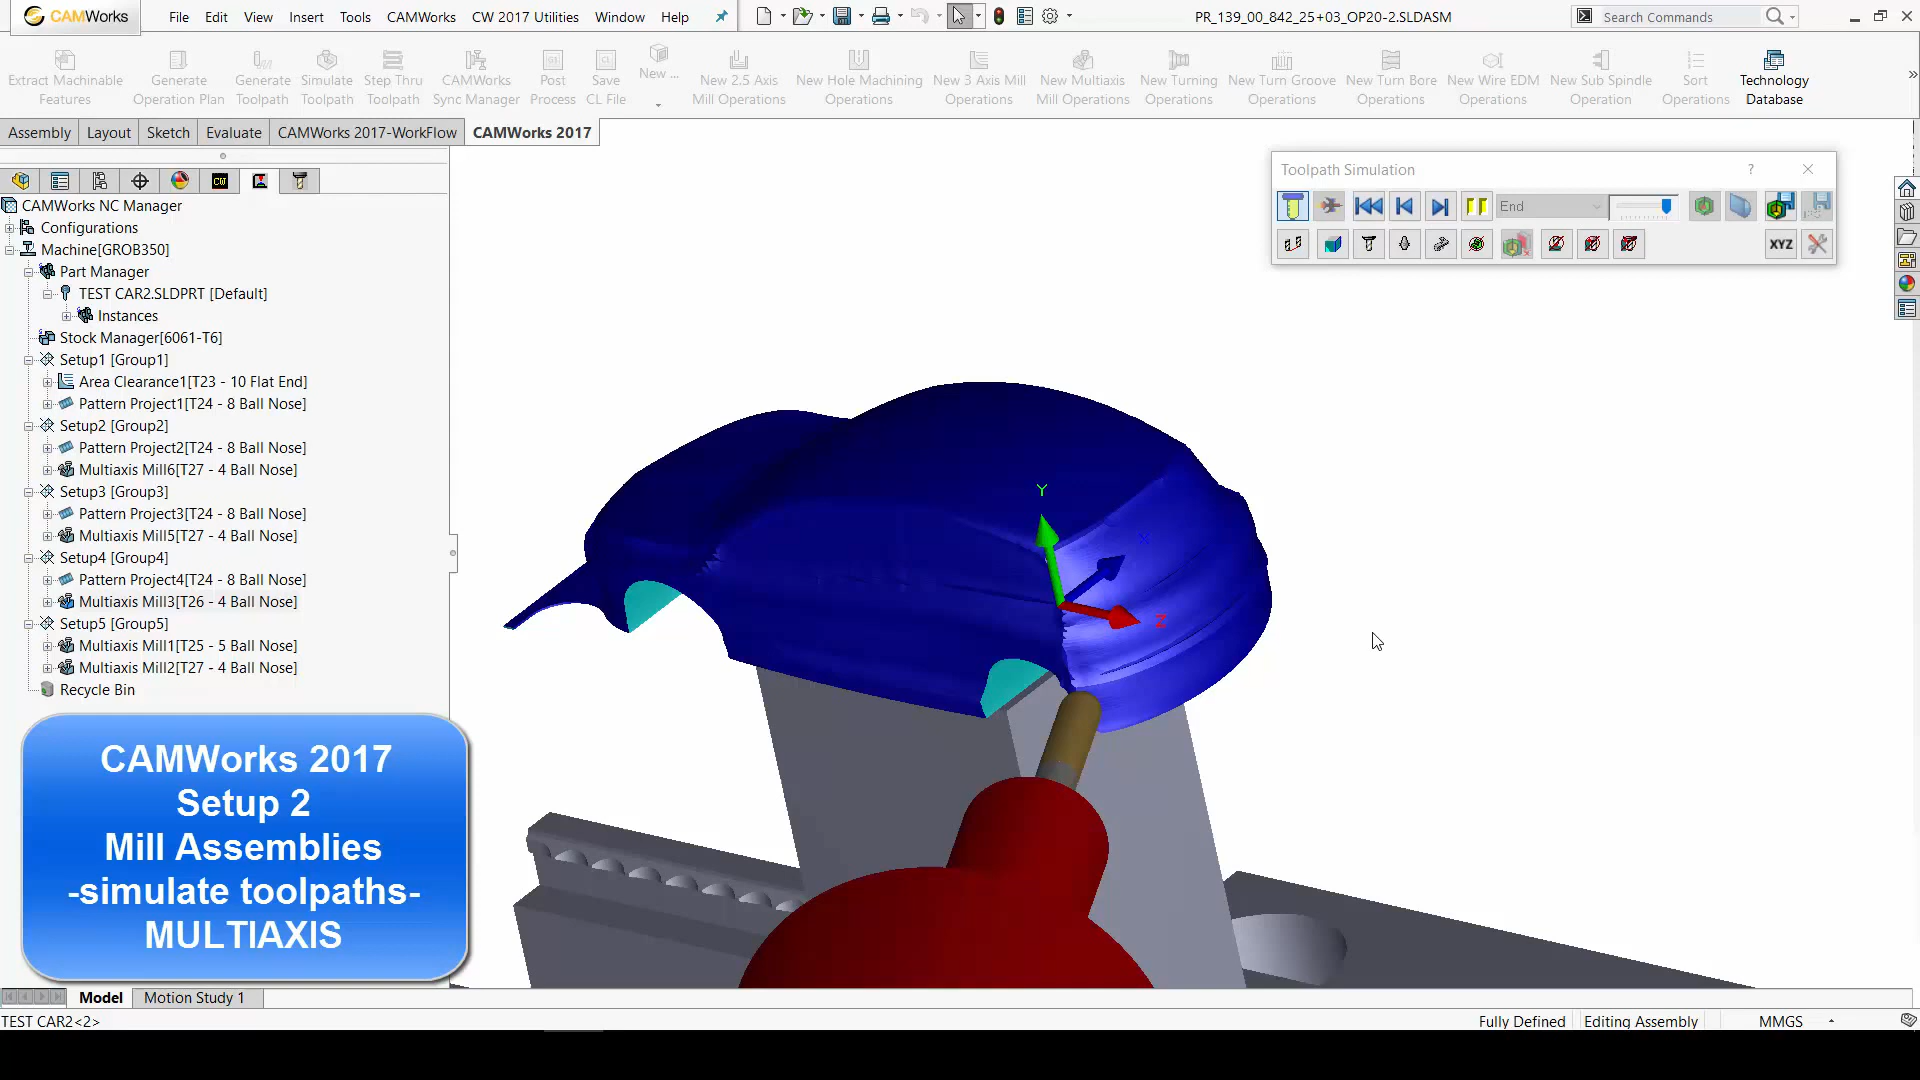 CAMWorks File Edit View Insert Tools CAMWorks CW 2017 Utilities Window Help PR_139_00_842_25+03_OP20-2.SLDASM Search Commands
Extract Machinable Features
Generate Operation Plan
Generate Toolpath
Simulate Toolpath
Step Thru Toolpath
CAMWorks Sync Manager
Post Process
Save CL File
New ...
New 2.5 Axis Mill Operations
New Hole Machining Operations
New 3 Axis Mill Operations
New Multiaxis Mill Operations
New Turning Operations
New Turn Groove Operations
New Turn Bore Operations
New Wire EDM Operations
New Sub Spindle Operation
Sort Operations
Technology Database
Assembly Layout Sketch Evaluate CAMWorks 2017-WorkFlow CAMWorks 2017
Toolpath Simulation ?
End
XYZ
CAMWorks NC Manager
Configurations
Machine[GROB350]
Part Manager
TEST CAR2.SLDPRT [Default]
Instances
Stock Manager[6061-T6]
Setup1 [Group1]
Area Clearance1[T23 - 10 Flat End]
Pattern Project1[T24 - 8 Ball Nose]
Setup2 [Group2]
Pattern Project2[T24 - 8 Ball Nose]
Multiaxis Mill6[T27 - 4 Ball Nose]
Setup3 [Group3]
Pattern Project3[T24 - 8 Ball Nose]
Multiaxis Mill5[T27 - 4 Ball Nose]
Setup4 [Group4]
Pattern Project4[T24 - 8 Ball Nose]
Multiaxis Mill3[T26 - 4 Ball Nose]
Setup5 [Group5]
Multiaxis Mill1[T25 - 5 Ball Nose]
Multiaxis Mill2[T27 - 4 Ball Nose]
Recycle Bin
Y
X
Z
CAMWorks 2017
Setup 2
Mill Assemblies
-simulate toolpaths-
MULTIAXIS
Model Motion Study 1
TEST CAR2<2> Fully Defined Editing Assembly MMGS